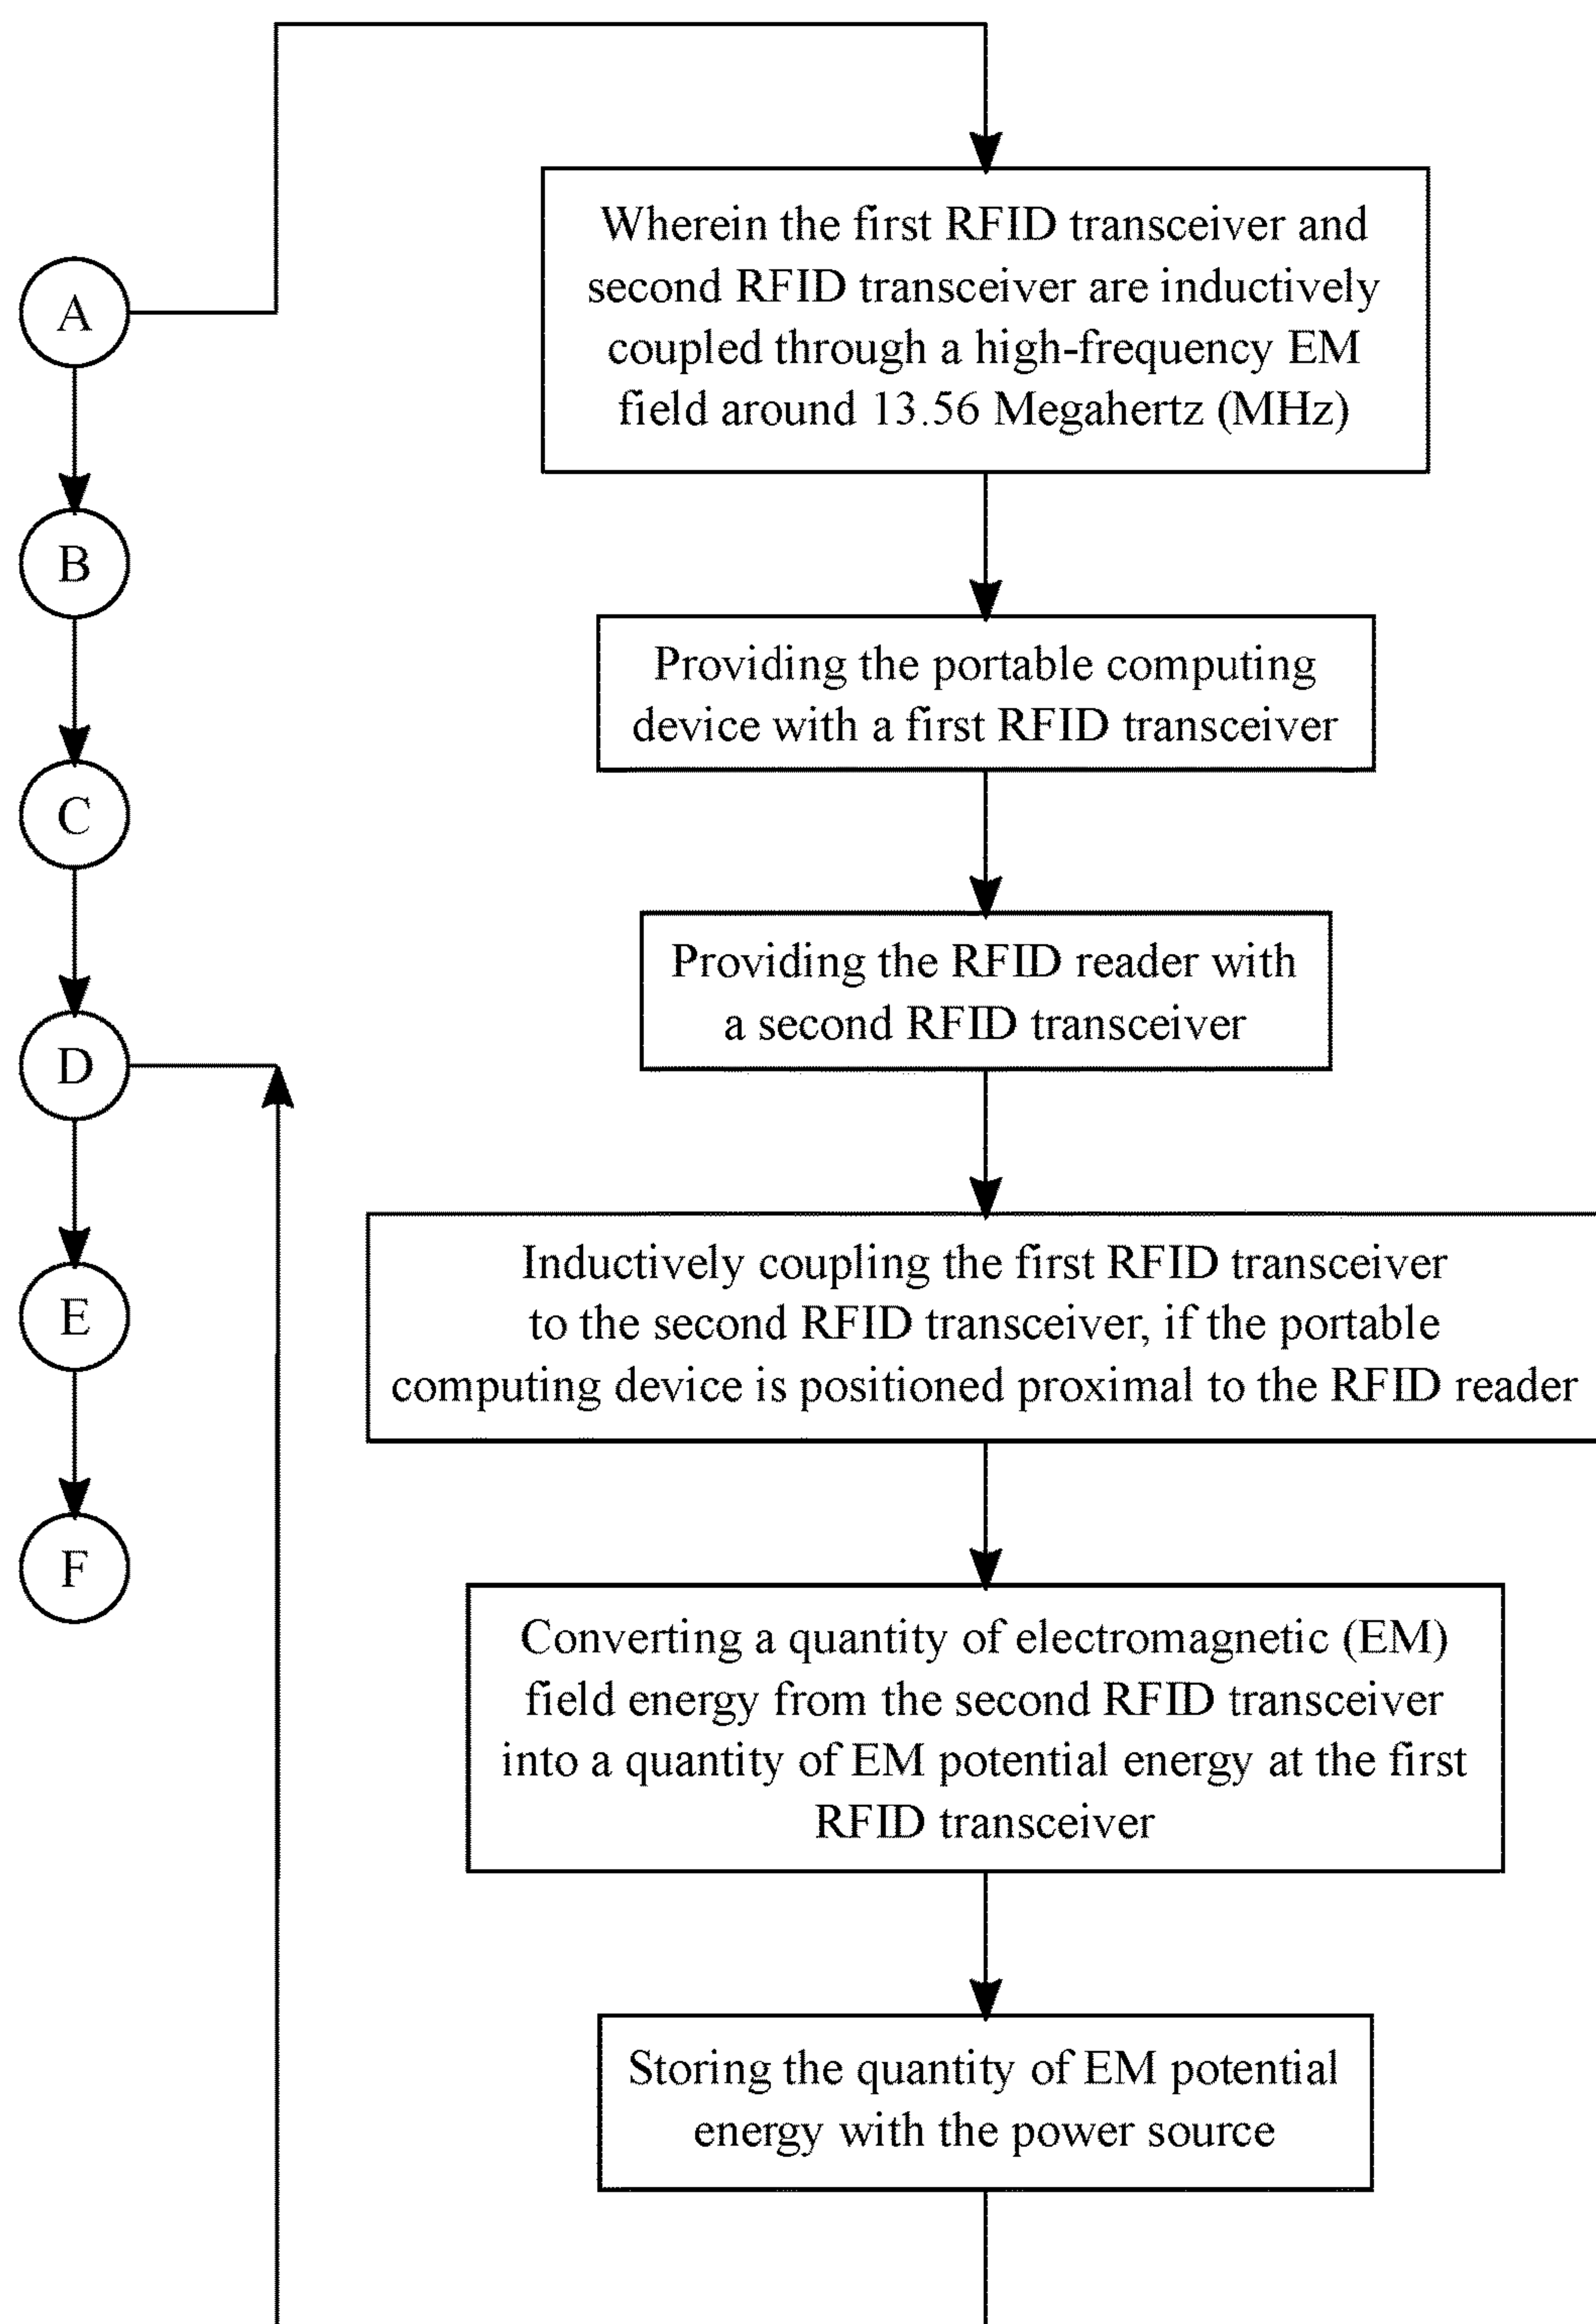 A
B
C
D
E
F
Wherein the first RFID transceiver and
second RFID transceiver are inductively
coupled through a high-frequency EM
field around 13.56 Megahertz (MHz)
Providing the portable computing
device with a first RFID transceiver
Providing the RFID reader with
a second RFID transceiver
Inductively coupling the first RFID transceiver
to the second RFID transceiver, if the portable
computing device is positioned proximal to the RFID reader
Converting a quantity of electromagnetic (EM)
field energy from the second RFID transceiver
into a quantity of EM potential energy at the first
RFID transceiver
Storing the quantity of EM potential
energy with the power source